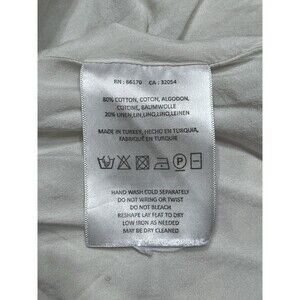 RN : 66170 CA : 32054
80% COTTON, COTON, ALGODON,
COTONE, BAUMWOLLE
20% LINEN,LIN,LINO,LINO,LEINEN
MADE IN TURKEY, HECHO EN TURQUIA,
FABRIQUÉ EN TURQUIE
P
HAND WASH COLD SEPARATELY
DO NOT WRING OR TWIST
DO NOT BLEACH
RESHAPE LAY FLAT TO DRY
LOW IRON AS NEEDED
MAY BE DRY CLEANED